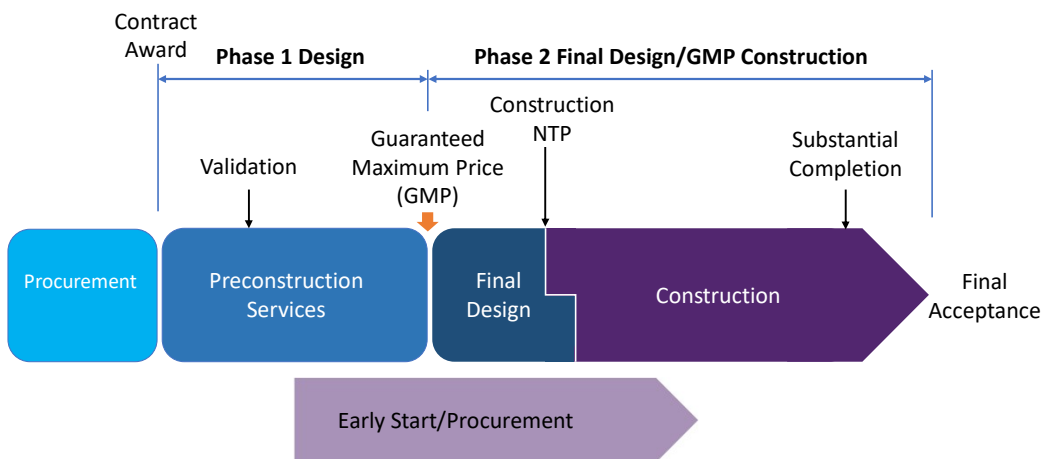 Contract
Award
Phase 1 Design
Phase 2 Final Design/GMP Construction
Validation
Guaranteed
Maximum Price
(GMP)
Construction
NTP
Substantial
Completion
Procurement
Preconstruction
Services
Final
Design
Construction
Final
Acceptance
Early Start/Procurement